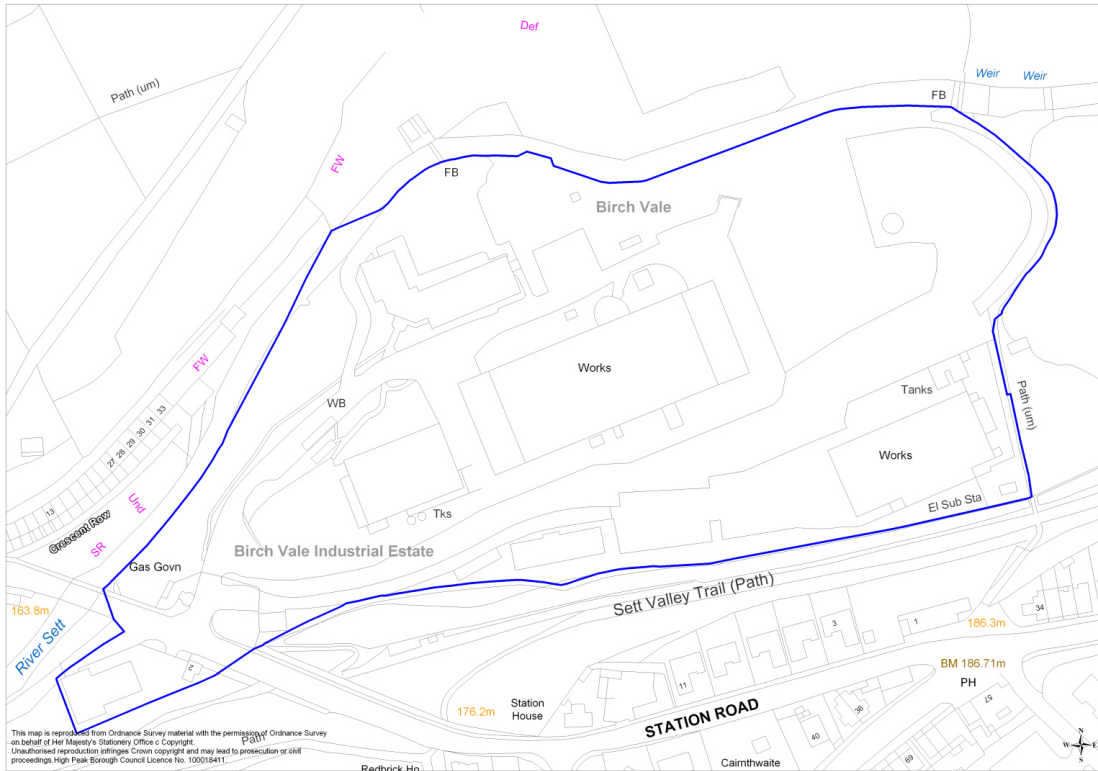 Def
Weir
Weir
Path (um)
FB
FW
FB
Birch Vale
Works
FW
WB
Tanks
Path (um)
33
31
30
29
28
27
13
Works
Und
Crescent Row
SR
Tks
El Sub Sta
Birch Vale Industrial Estate
Gas Govn
Sett Valley Trail (Path)
163.8m
River Sett
34
3
1
186.3m
2
11
BM 186.71m
PH
57
176.2m
Station
House
STATION ROAD
36
40
69
Path
Redbrick Ho
Cairnthwaite
This map is reproduced from Ordnance Survey material with the permission of Ordnance Survey
on behalf of Her Majesty's Stationery Office c Copyright.
Unauthorised reproduction infringes Crown copyright and may lead to prosecution or civil
proceedings.High Peak Borough Council Licence No. 100018411.
N
W
E
S